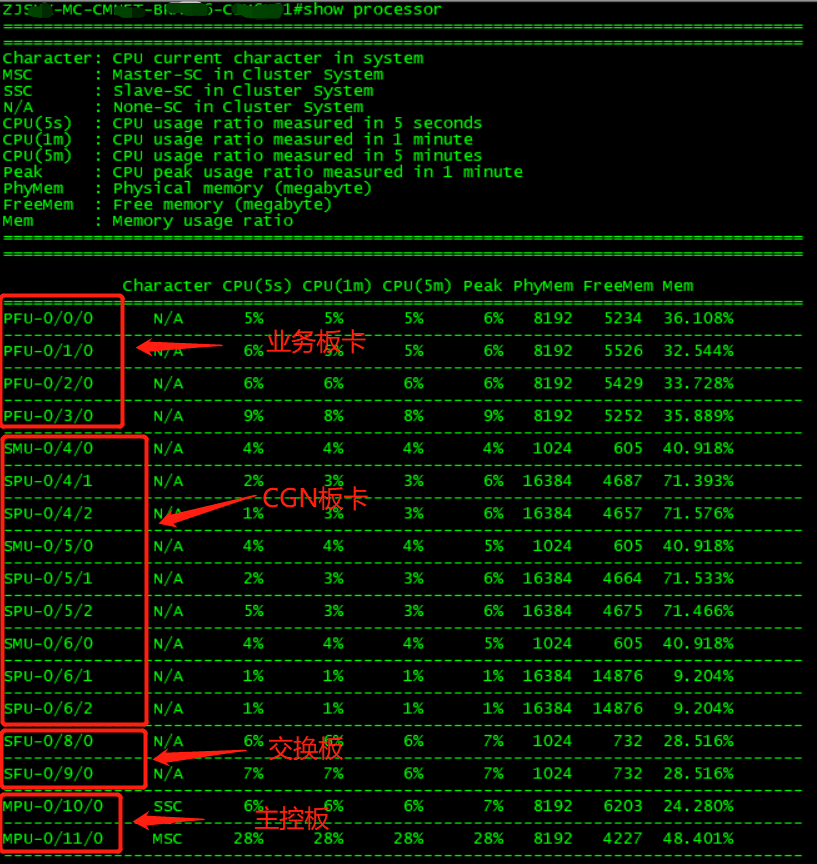 #show processor
Character: CPU current character in system
MSC : Master-SC in Cluster System
SSC : Slave-SC in Cluster System
N/A : None-SC in Cluster System
CPU(5s) : CPU usage ratio measured in 5 seconds
CPU(1m) : CPU usage ratio measured in 1 minute
CPU(5m) : CPU usage ratio measured in 5 minutes
Peak : CPU peak usage ratio measured in 1 minute
PhyMem : Physical memory (megabyte)
FreeMem : Free memory (megabyte)
Mem : Memory usage ratio
Character CPU(5s) CPU(1m) CPU(5m) Peak PhyMem FreeMem Mem
PFU-0/0/0 N/A 5% 5% 5% 6% 8192 5234 36.108%
业务板卡
PFU-0/1/0 N/A 6% 5% 6% 8192 5526 32.544%
PFU-0/2/0 N/A 6% 6% 6% 6% 8192 5429 33.728%
PFU-0/3/0 N/A 9% 8% 8% 9% 8192 5252 35.889%
SMU-0/4/0 N/A 4% 4% 4% 4% 1024 605 40.918%
SPU-0/4/1 N/A 2% 3% 3% 6% 16384 4687 71.393%
CGN板卡
SPU-0/4/2 N/A 1% 3% 3% 6% 16384 4657 71.576%
SMU-0/5/0 N/A 4% 4% 4% 5% 1024 605 40.918%
SPU-0/5/1 N/A 2% 3% 3% 6% 16384 4664 71.533%
SPU-0/5/2 N/A 5% 3% 3% 6% 16384 4675 71.466%
SMU-0/6/0 N/A 4% 4% 4% 5% 1024 605 40.918%
SPU-0/6/1 N/A 1% 1% 1% 1% 16384 14876 9.204%
SPU-0/6/2 N/A 1% 1% 1% 1% 16384 14876 9.204%
SFU-0/8/0 N/A 6% 6% 6% 7% 1024 732 28.516%
交换板
SFU-0/9/0 N/A 7% 7% 6% 7% 1024 732 28.516%
MPU-0/10/0 SSC 6% 6% 6% 7% 8192 6203 24.280%
主控板
MPU-0/11/0 MSC 28% 28% 28% 28% 8192 4227 48.401%